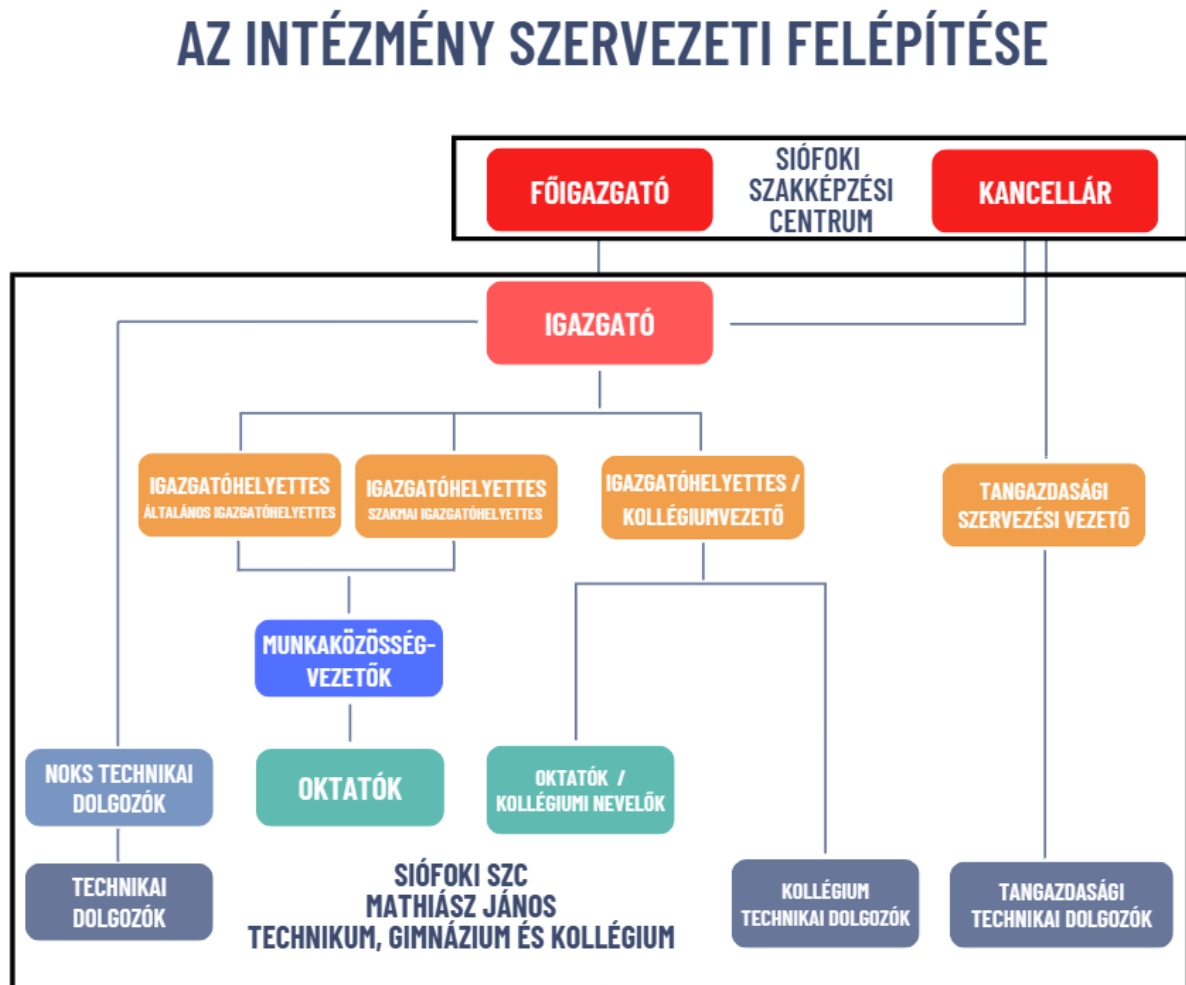 AZ INTÉZMÉNY SZERVEZETI FELÉPÍTÉSE
FŐIGAZGATÓ
SIÓFOKI
SZAKKÉPZÉSI
CENTRUM
KANCELLÁR
IGAZGATÓ
IGAZGATÓHELYETTES
ÁLTALÁNOS IGAZGATÓHELYETTES
IGAZGATÓHELYETTES
SZAKMAI IGAZGATÓHELYETTES
IGAZGATÓHELYETTES /
KOLLÉGIUMVEZETŐ
TANGAZDASÁGI
SZERVEZÉSI VEZETŐ
MUNKAKÖZÖSSÉG-
VEZETŐK
NOKS TECHNIKAI
DOLGOZÓK
OKTATÓK
OKTATÓK /
KOLLÉGIUMI NEVELŐK
TECHNIKAI
DOLGOZÓK
SIÓFOKI SZC
MATHIÁSZ JÁNOS
TECHNIKUM, GIMNÁZIUM ÉS KOLLÉGIUM
KOLLÉGIUM
TECHNIKAI DOLGOZÓK
TANGAZDASÁGI
TECHNIKAI DOLGOZÓK